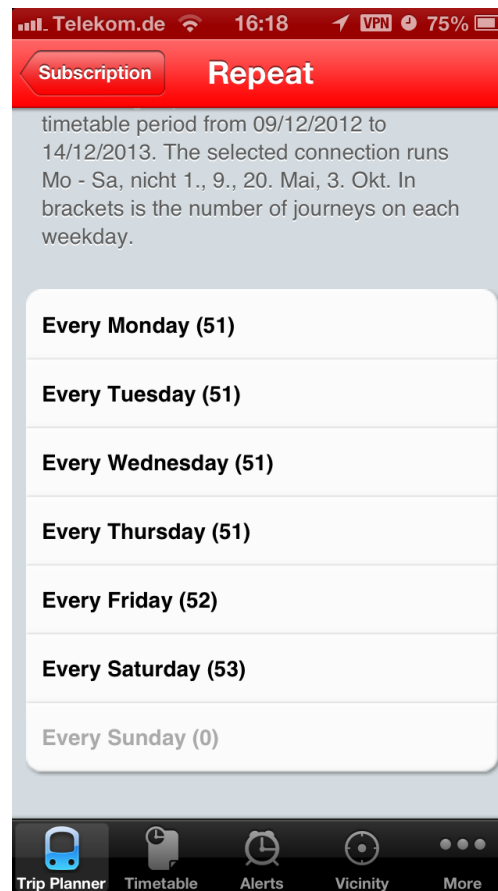 Telekom.de 16:18 VPN 75%
Subscription Repeat
timetable period from 09/12/2012 to
14/12/2013. The selected connection runs
Mo - Sa, nicht 1., 9., 20. Mai, 3. Okt. In
brackets is the number of journeys on each
weekday.
Every Monday (51)
Every Tuesday (51)
Every Wednesday (51)
Every Thursday (51)
Every Friday (52)
Every Saturday (53)
Every Sunday (0)
Trip Planner Timetable Alerts Vicinity More